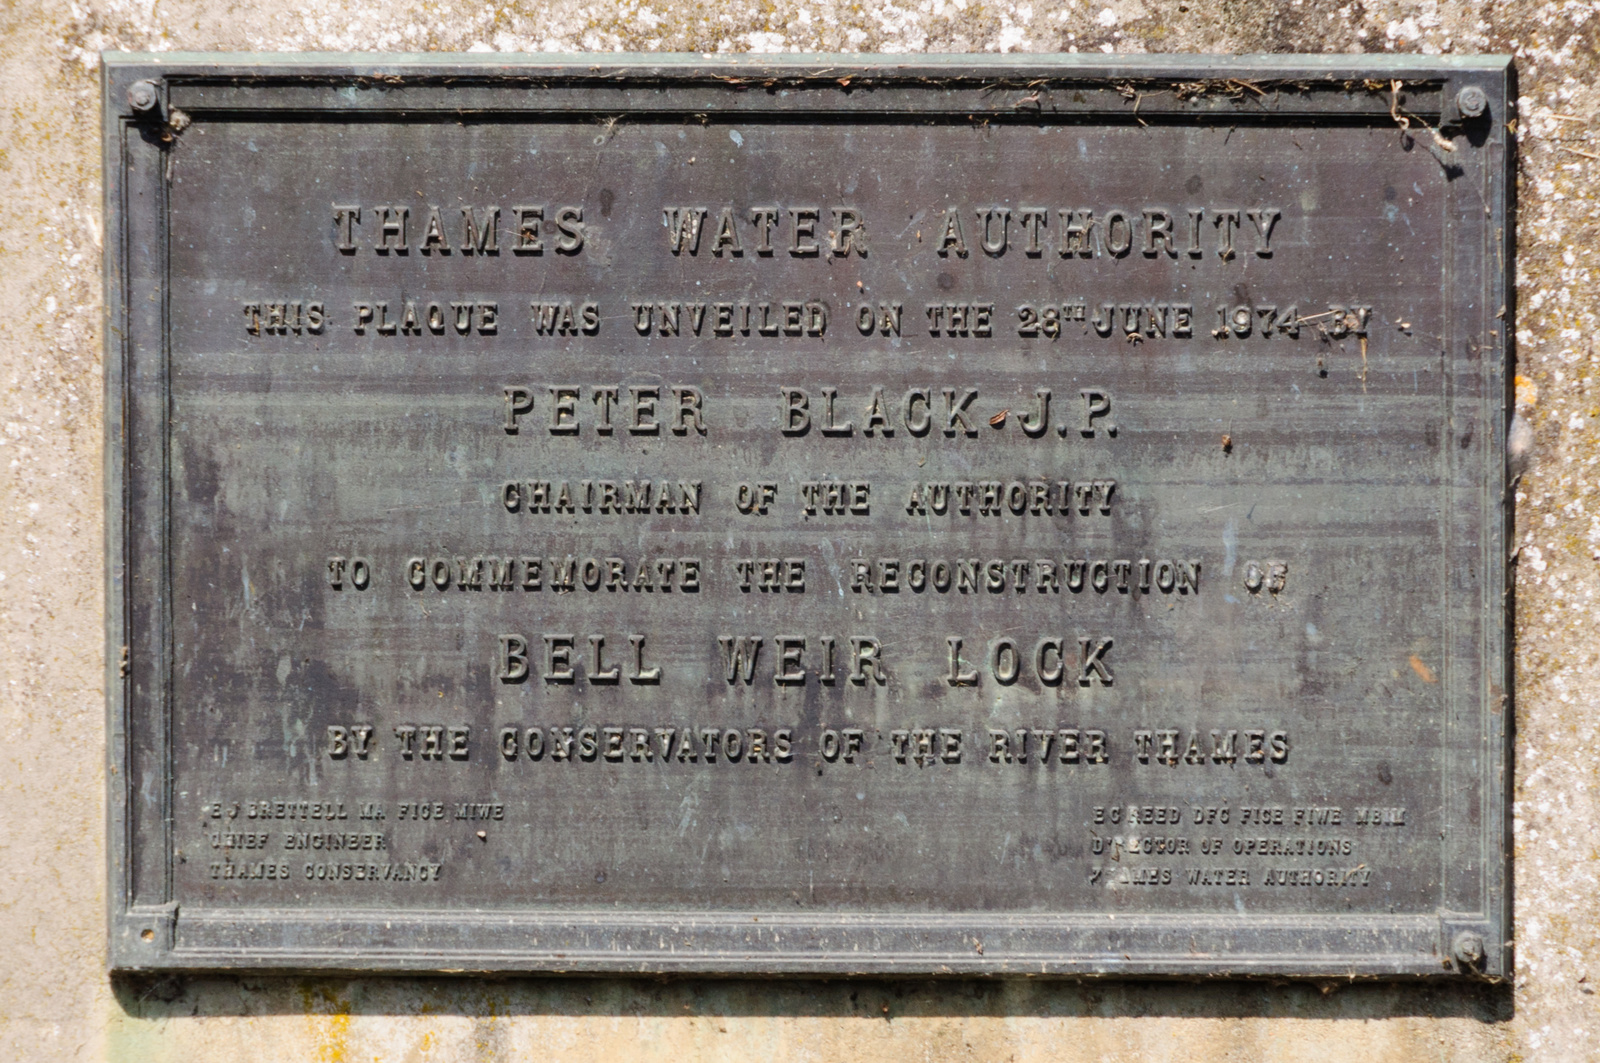 THAMES WATER AUTHORITY
THIS PLAQUE WAS UNVEILED ON THE 28TH JUNE 1974 BY
PETER BLACK J.P.
CHAIRMAN OF THE AUTHORITY
TO COMMEMORATE THE RECONSTRUCTION OF
BELL WEIR LOCK
BY THE CONSERVATORS OF THE RIVER THAMES
E J BRETTELL MA FICE MIWE
CHIEF ENGINEER
THAMES CONSERVANCY
E C REED DFC FICE FIWE MBIM
DIRECTOR OF OPERATIONS
THAMES WATER AUTHORITY